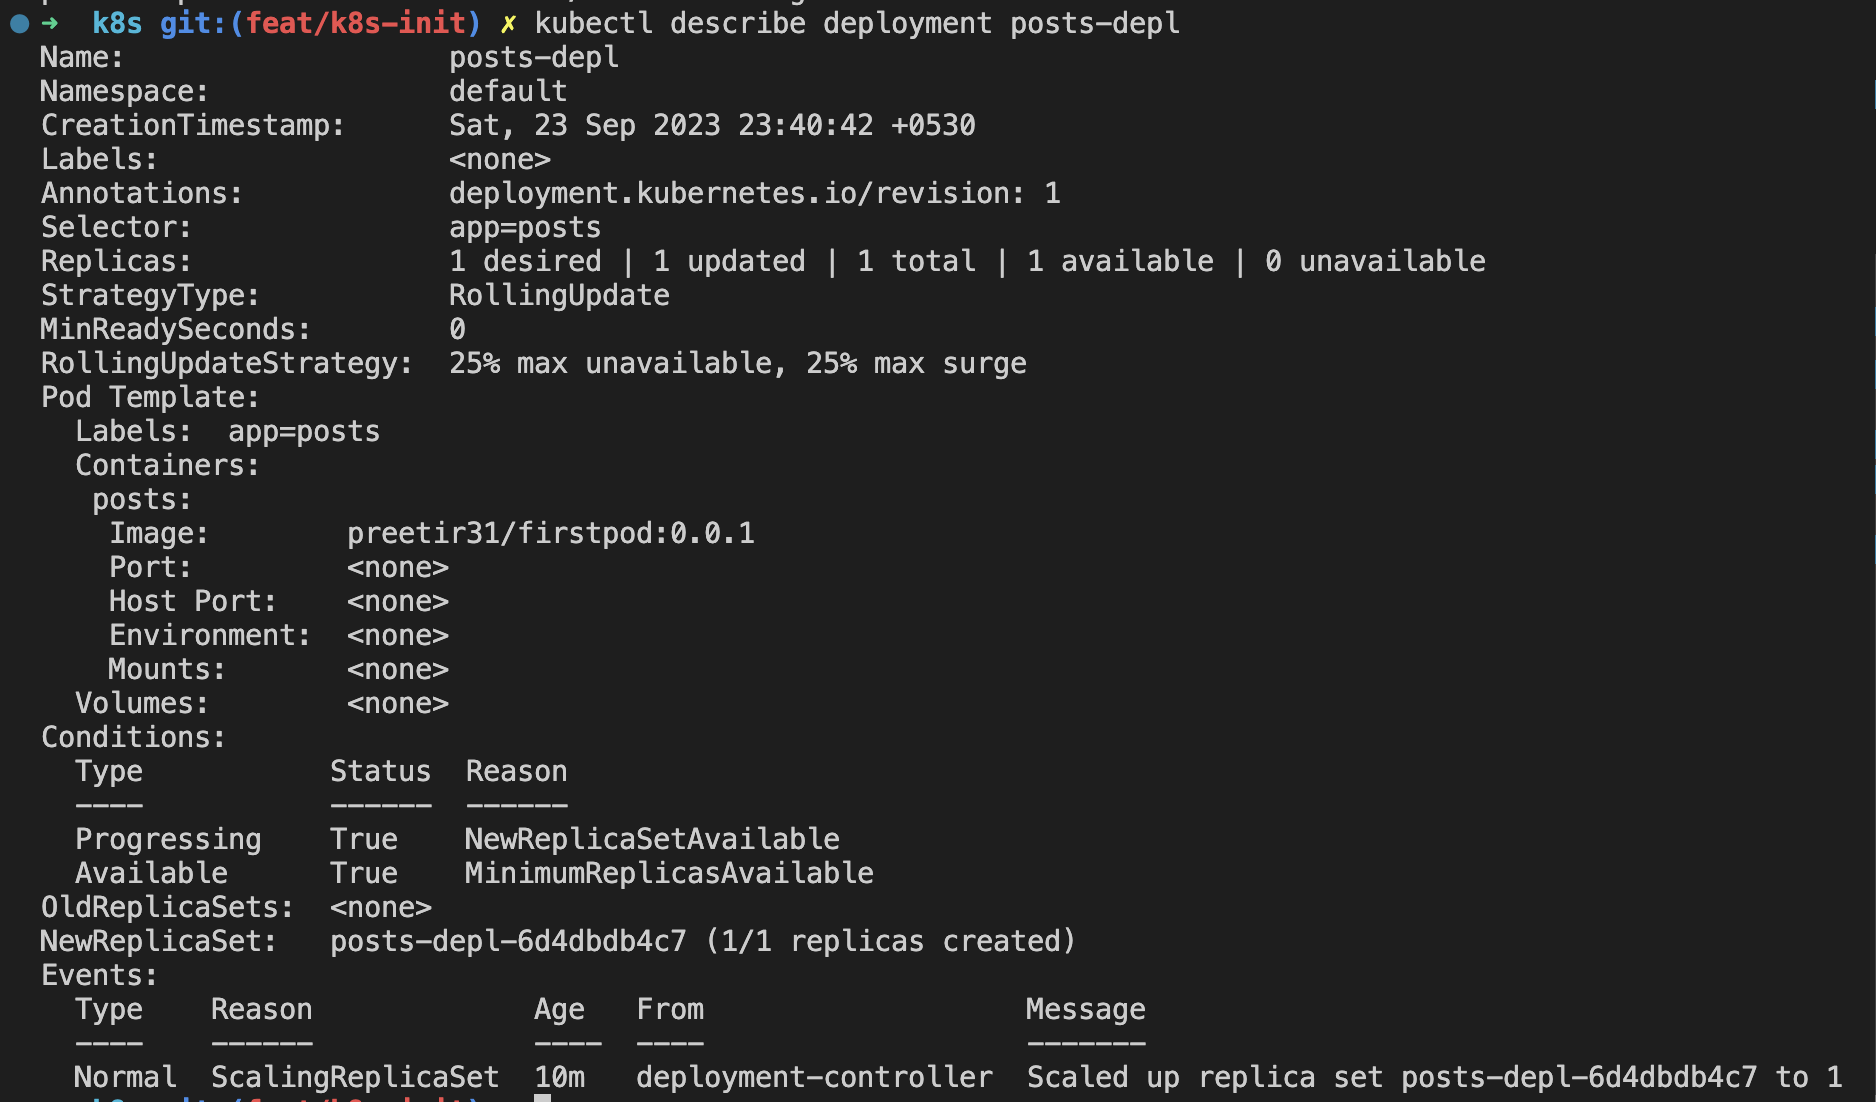 ➜  k8s git:(feat/k8s-init) ✗ kubectl describe deployment posts-depl
Name:                   posts-depl
Namespace:              default
CreationTimestamp:      Sat, 23 Sep 2023 23:40:42 +0530
Labels:                 <none>
Annotations:            deployment.kubernetes.io/revision: 1
Selector:               app=posts
Replicas:               1 desired | 1 updated | 1 total | 1 available | 0 unavailable
StrategyType:           RollingUpdate
MinReadySeconds:        0
RollingUpdateStrategy:  25% max unavailable, 25% max surge
Pod Template:
  Labels:  app=posts
  Containers:
   posts:
    Image:        preetir31/firstpod:0.0.1
    Port:         <none>
    Host Port:    <none>
    Environment:  <none>
    Mounts:       <none>
  Volumes:        <none>
Conditions:
  Type           Status  Reason
  ----           ------  ------
  Progressing    True    NewReplicaSetAvailable
  Available      True    MinimumReplicasAvailable
OldReplicaSets:  <none>
NewReplicaSet:   posts-depl-6d4dbdb4c7 (1/1 replicas created)
Events:
  Type    Reason             Age   From                   Message
  ----    ------             ----  ----                   -------
  Normal  ScalingReplicaSet  10m   deployment-controller  Scaled up replica set posts-depl-6d4dbdb4c7 to 1